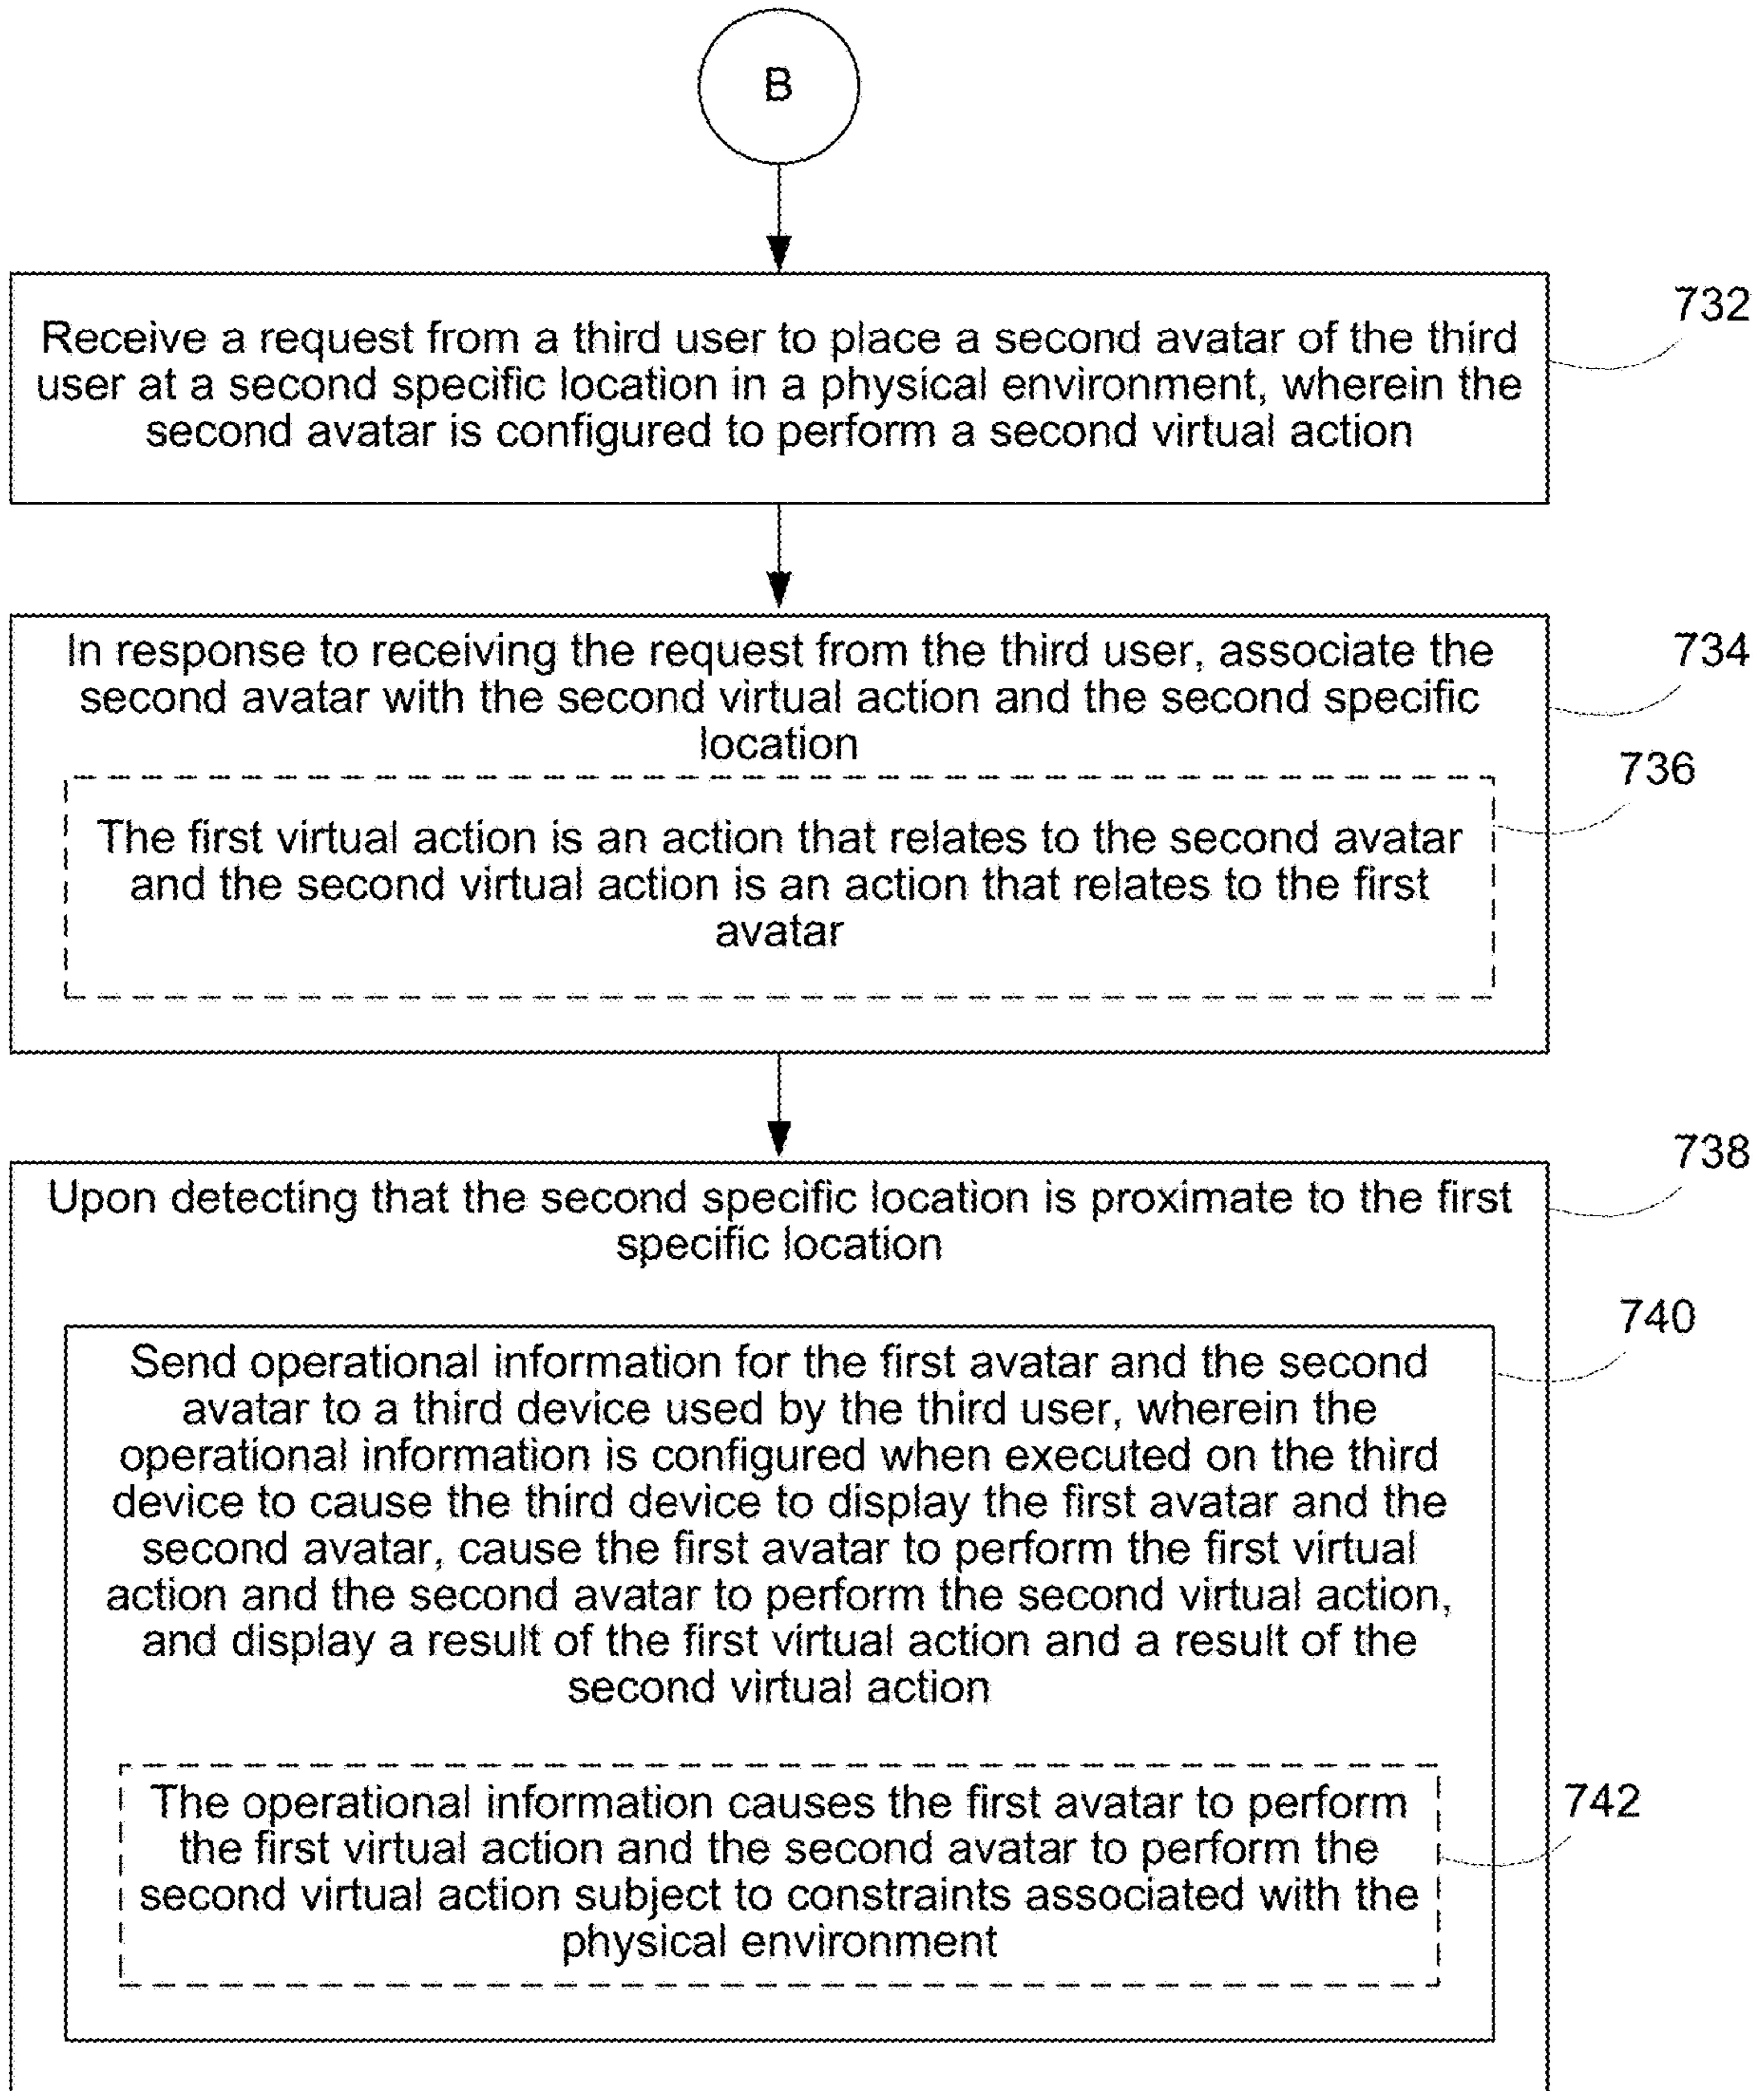 B
732
Receive a request from a third user to place a second avatar of the third
user at a second specific location in a physical environment, wherein the
second avatar is configured to perform a second virtual action
734
In response to receiving the request from the third user, associate the
second avatar with the second virtual action and the second specific
location
736
The first virtual action is an action that relates to the second avatar
and the second virtual action is an action that relates to the first
avatar
738
Upon detecting that the second specific location is proximate to the first
specific location
740
Send operational information for the first avatar and the second
avatar to a third device used by the third user, wherein the
operational information is configured when executed on the third
device to cause the third device to display the first avatar and the
second avatar, cause the first avatar to perform the first virtual
action and the second avatar to perform the second virtual action,
and display a result of the first virtual action and a result of the
second virtual action
742
The operational information causes the first avatar to perform
the first virtual action and the second avatar to perform the
second virtual action subject to constraints associated with the
physical environment